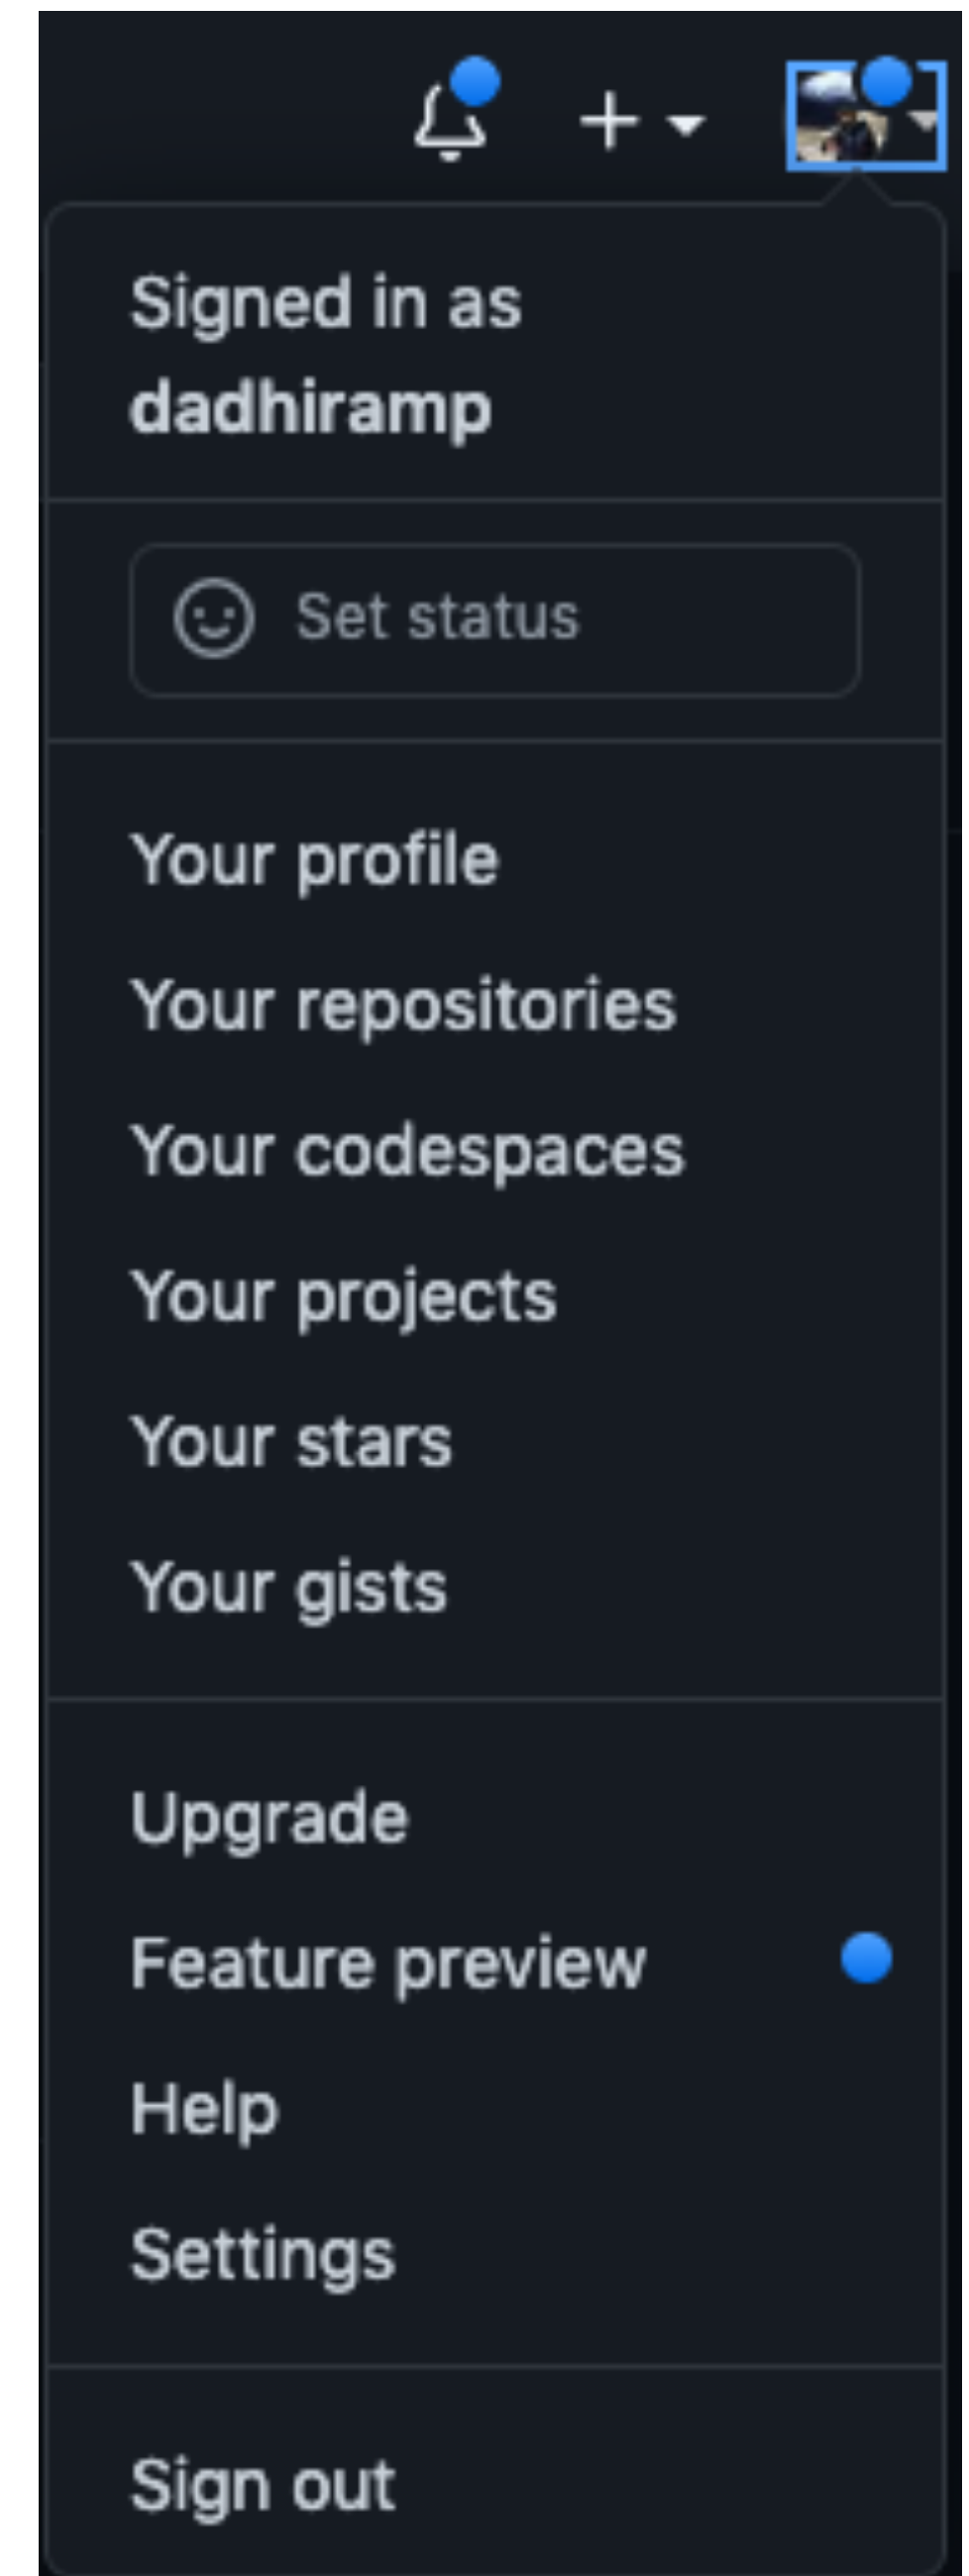 Signed in as
dadhiramp
Set status
Your profile
Your repositories
Your codespaces
Your projects
Your stars
Your gists
Upgrade
Feature preview
Help
Settings
Sign out